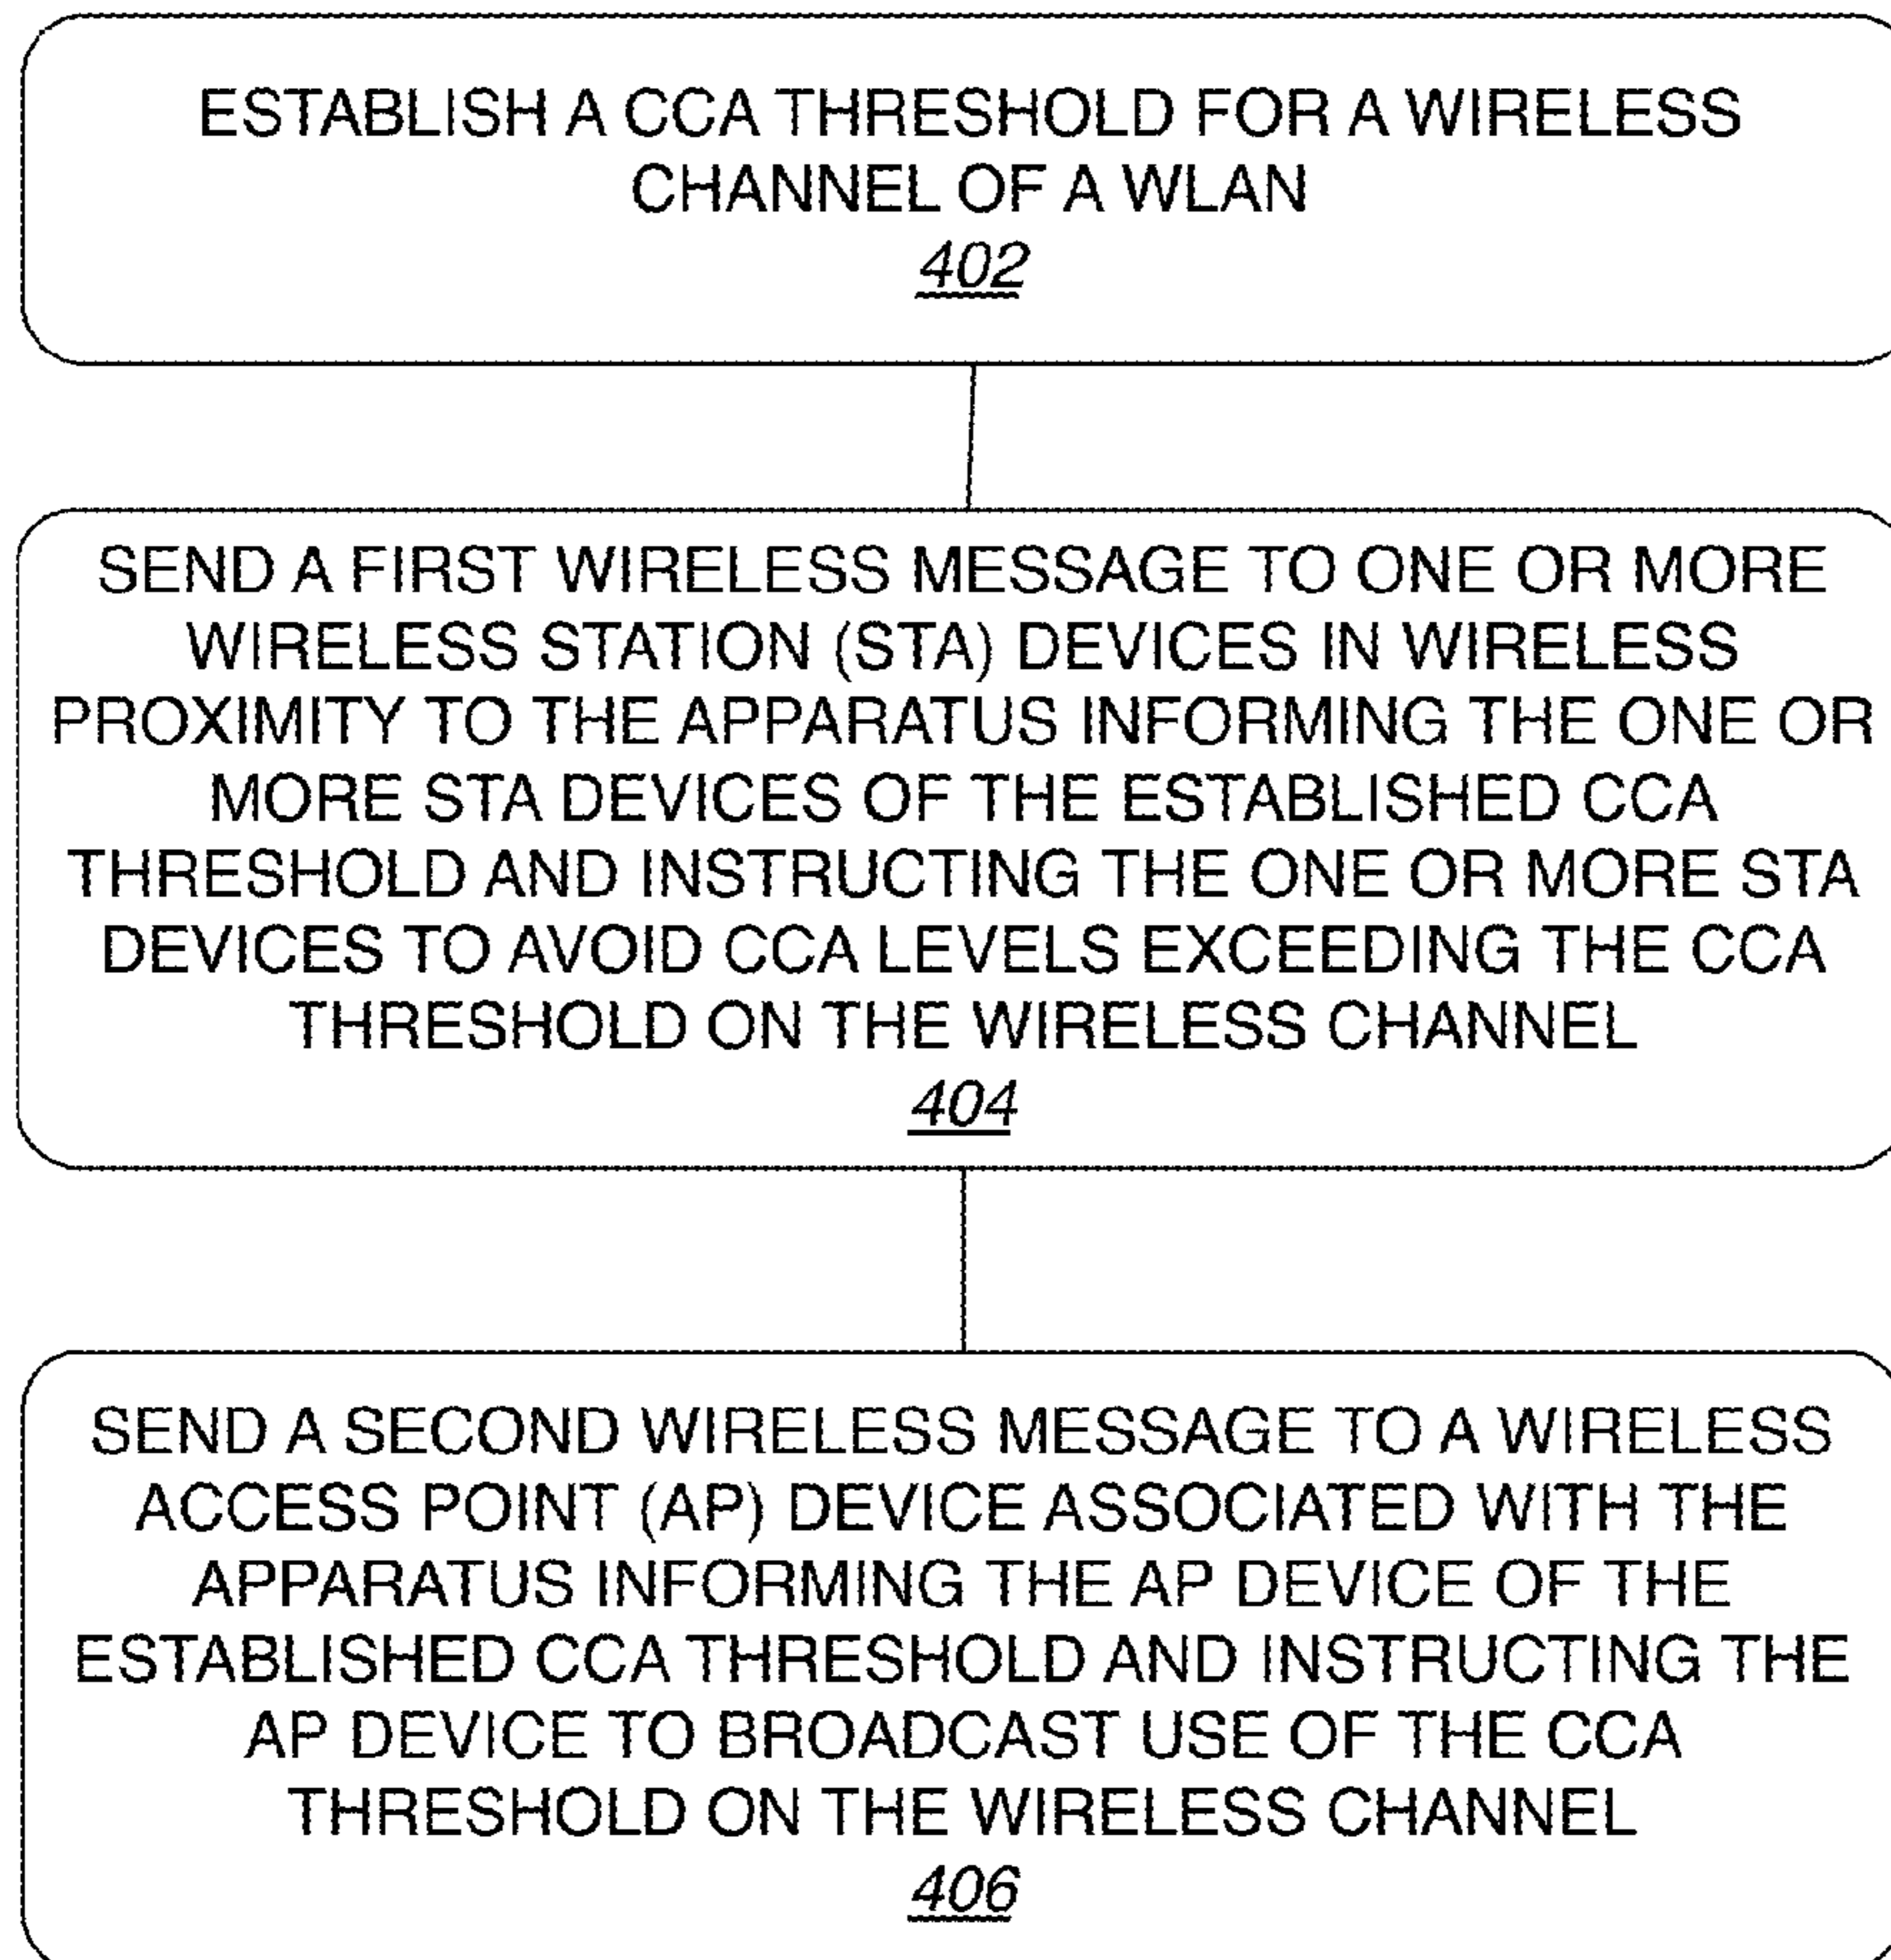 ESTABLISH A CCA THRESHOLD FOR A WIRELESS
CHANNEL OF A WLAN
402
SEND A FIRST WIRELESS MESSAGE TO ONE OR MORE
WIRELESS STATION (STA) DEVICES IN WIRELESS
PROXIMITY TO THE APPARATUS INFORMING THE ONE OR
MORE STA DEVICES OF THE ESTABLISHED CCA
THRESHOLD AND INSTRUCTING THE ONE OR MORE STA
DEVICES TO AVOID CCA LEVELS EXCEEDING THE CCA
THRESHOLD ON THE WIRELESS CHANNEL
404
SEND A SECOND WIRELESS MESSAGE TO A WIRELESS
ACCESS POINT (AP) DEVICE ASSOCIATED WITH THE
APPARATUS INFORMING THE AP DEVICE OF THE
ESTABLISHED CCA THRESHOLD AND INSTRUCTING THE
AP DEVICE TO BROADCAST USE OF THE CCA
THRESHOLD ON THE WIRELESS CHANNEL
406